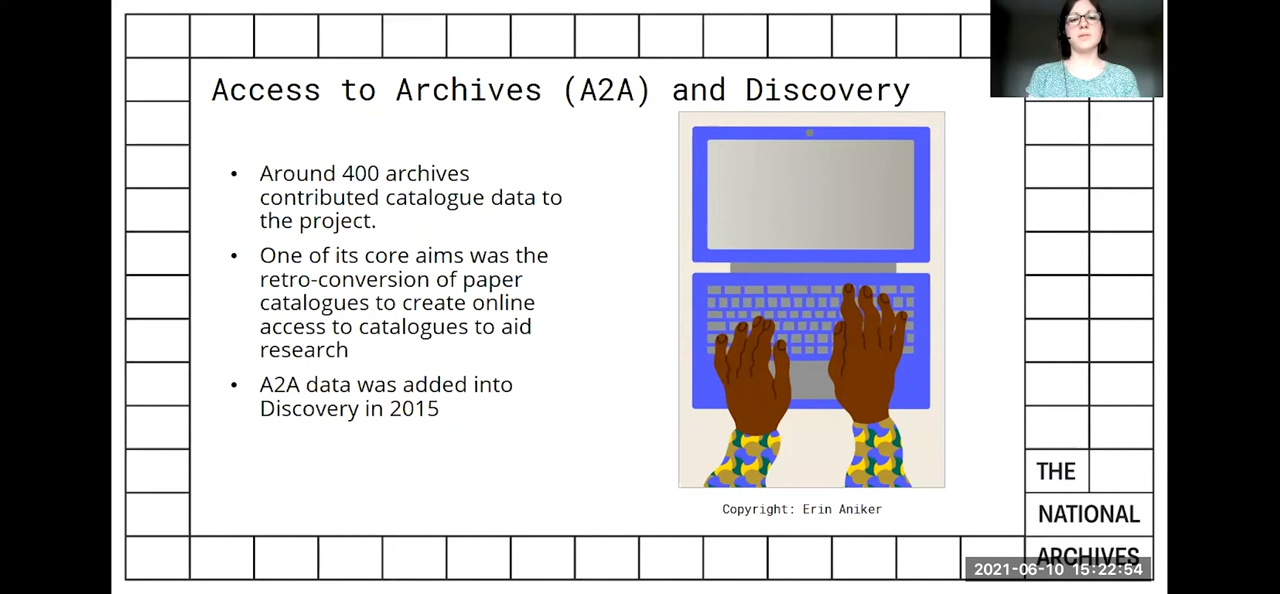 Access to Archives (A2A) and Discovery
• Around 400 archives
contributed catalogue data to
the project.
• One of its core aims was the
retro-conversion of paper
catalogues to create online
access to catalogues to aid
research
• A2A data was added into
Discovery in 2015
Copyright: Erin Aniker
THE
NATIONAL
ARCHIVES
2021-06-10 15:22:54